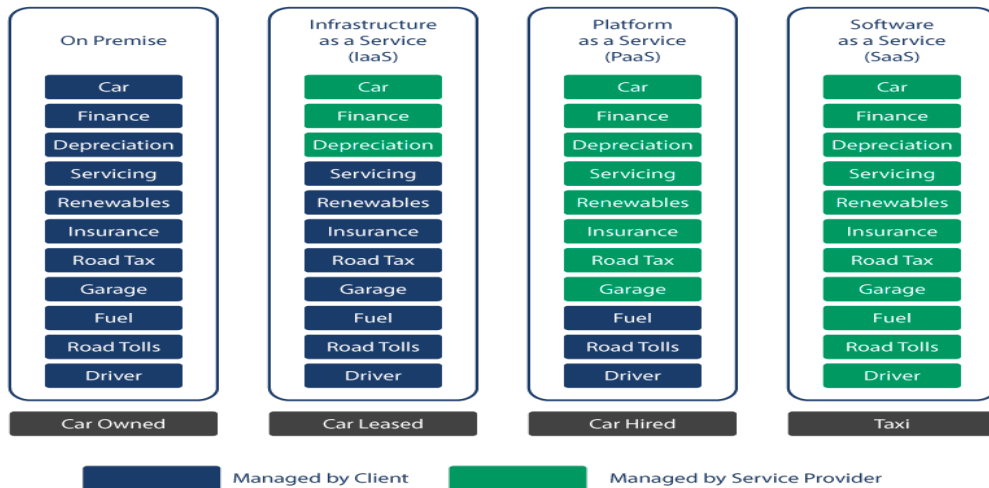 On Premise
Car
Finance
Depreciation
Servicing
Renewables
Insurance
Road Tax
Garage
Fuel
Road Tolls
Driver
Car Owned
Infrastructure
as a Service
(IaaS)
Car
Finance
Depreciation
Servicing
Renewables
Insurance
Road Tax
Garage
Fuel
Road Tolls
Driver
Car Leased
Platform
as a Service
(PaaS)
Car
Finance
Depreciation
Servicing
Renewables
Insurance
Road Tax
Garage
Fuel
Road Tolls
Driver
Car Hired
Software
as a Service
(SaaS)
Car
Finance
Depreciation
Servicing
Renewables
Insurance
Road Tax
Garage
Fuel
Road Tolls
Driver
Taxi
Managed by Client
Managed by Service Provider